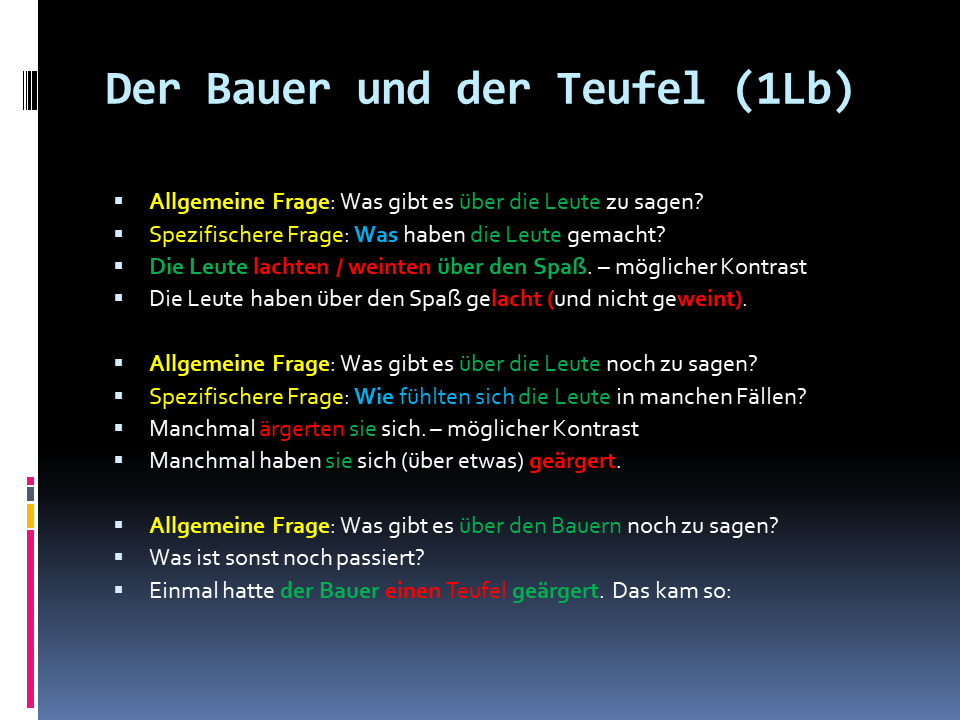 Der Bauer und der Teufel (1Lb)
Allgemeine Frage: Was gibt es über die Leute zu sagen?
Spezifischere Frage: Was haben die Leute gemacht?
Die Leute lachten / weinten über den Spaß. – möglicher Kontrast
Die Leute haben über den Spaß gelacht (und nicht geweint).
Allgemeine Frage: Was gibt es über die Leute noch zu sagen?
Spezifischere Frage: Wie fühlten sich die Leute in manchen Fällen?
Manchmal ärgerten sie sich. – möglicher Kontrast
Manchmal haben sie sich (über etwas) geärgert.
Allgemeine Frage: Was gibt es über den Bauern noch zu sagen?
Was ist sonst noch passiert?
Einmal hatte der Bauer einen Teufel geärgert. Das kam so: